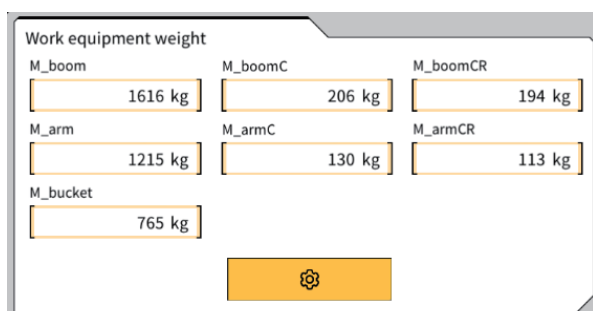 Work equipment weight
M_boom M_boomC M_boomCR
1616 kg 206 kg 194 kg
M_arm M_armC M_armCR
1215 kg 130 kg 113 kg
M_bucket
765 kg